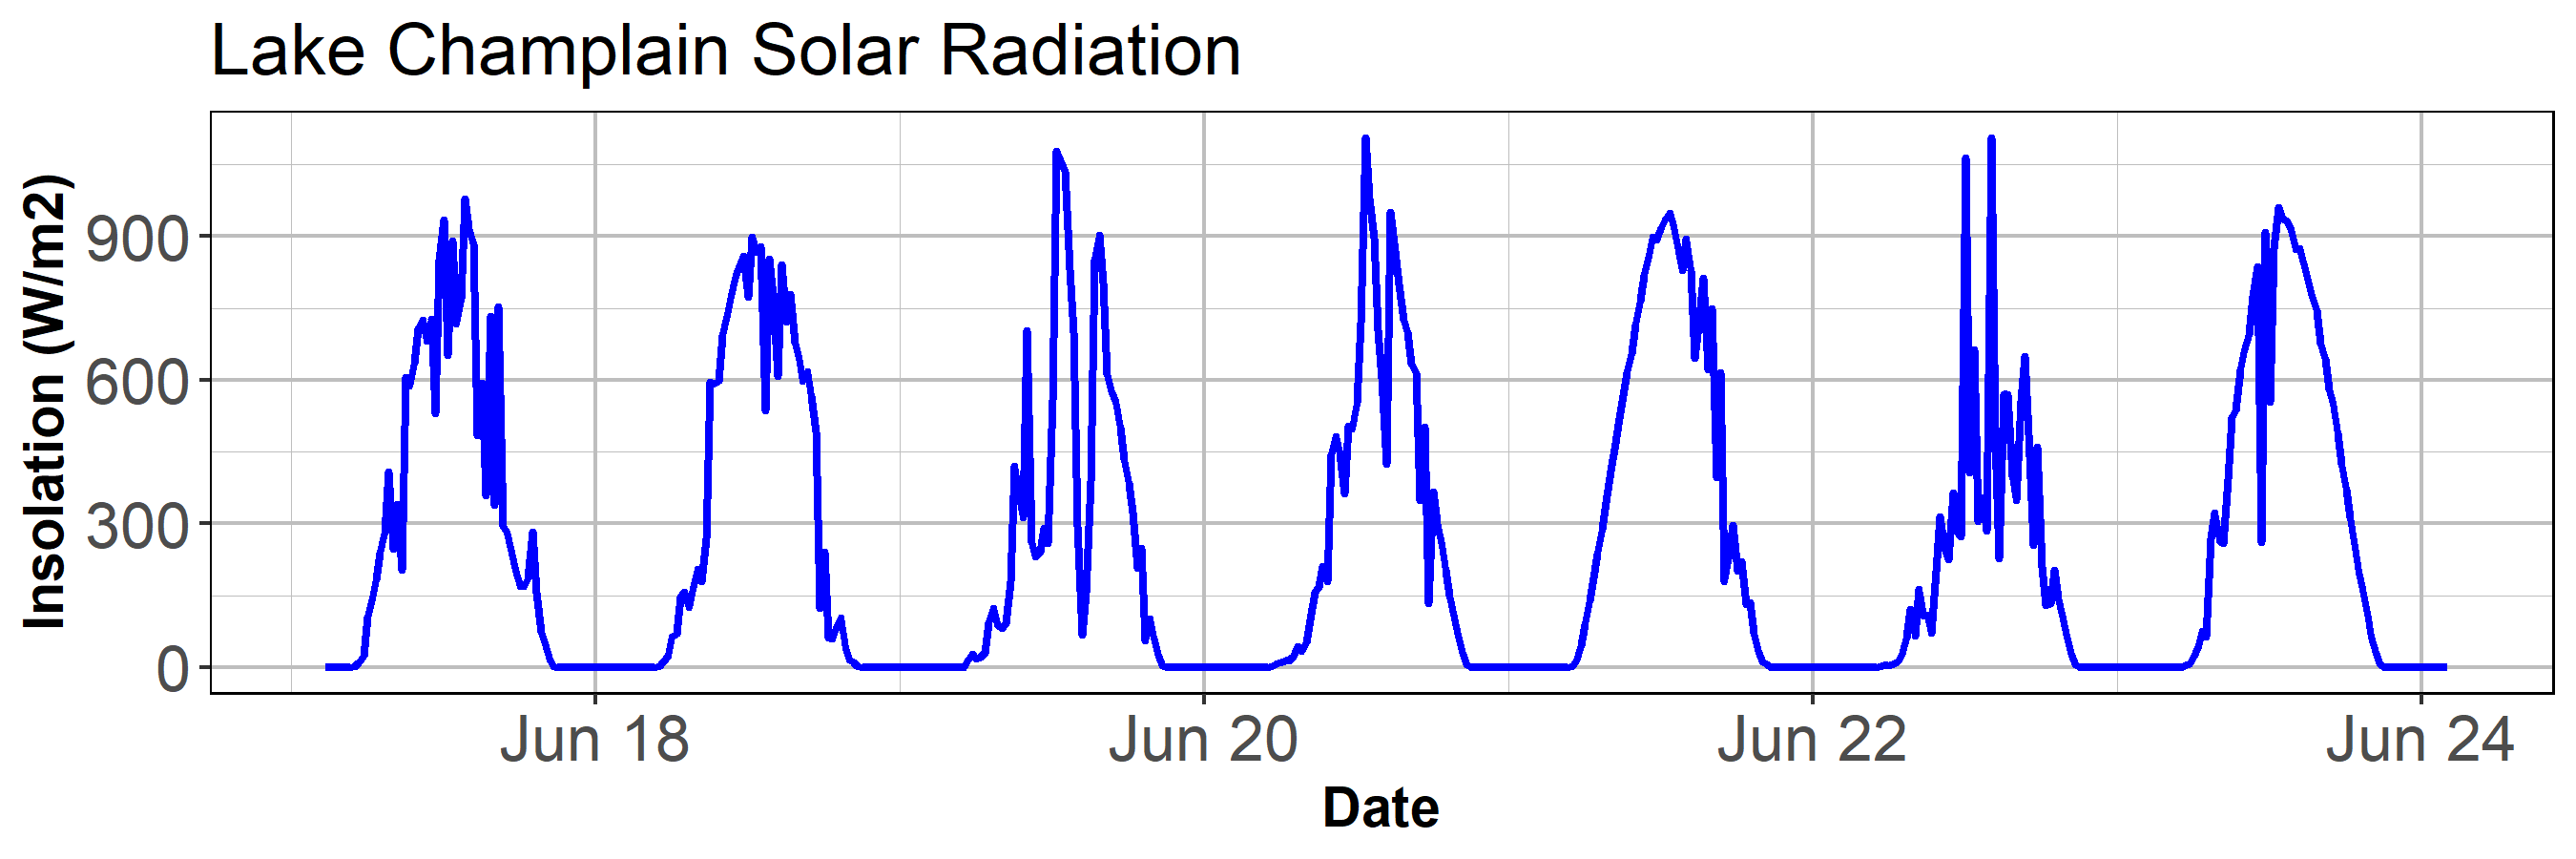 Lake Champlain Solar Radiation
Insolation (W/m2)
900
600
300
0
Jun 18 Jun 20 Jun 22 Jun 24
Date